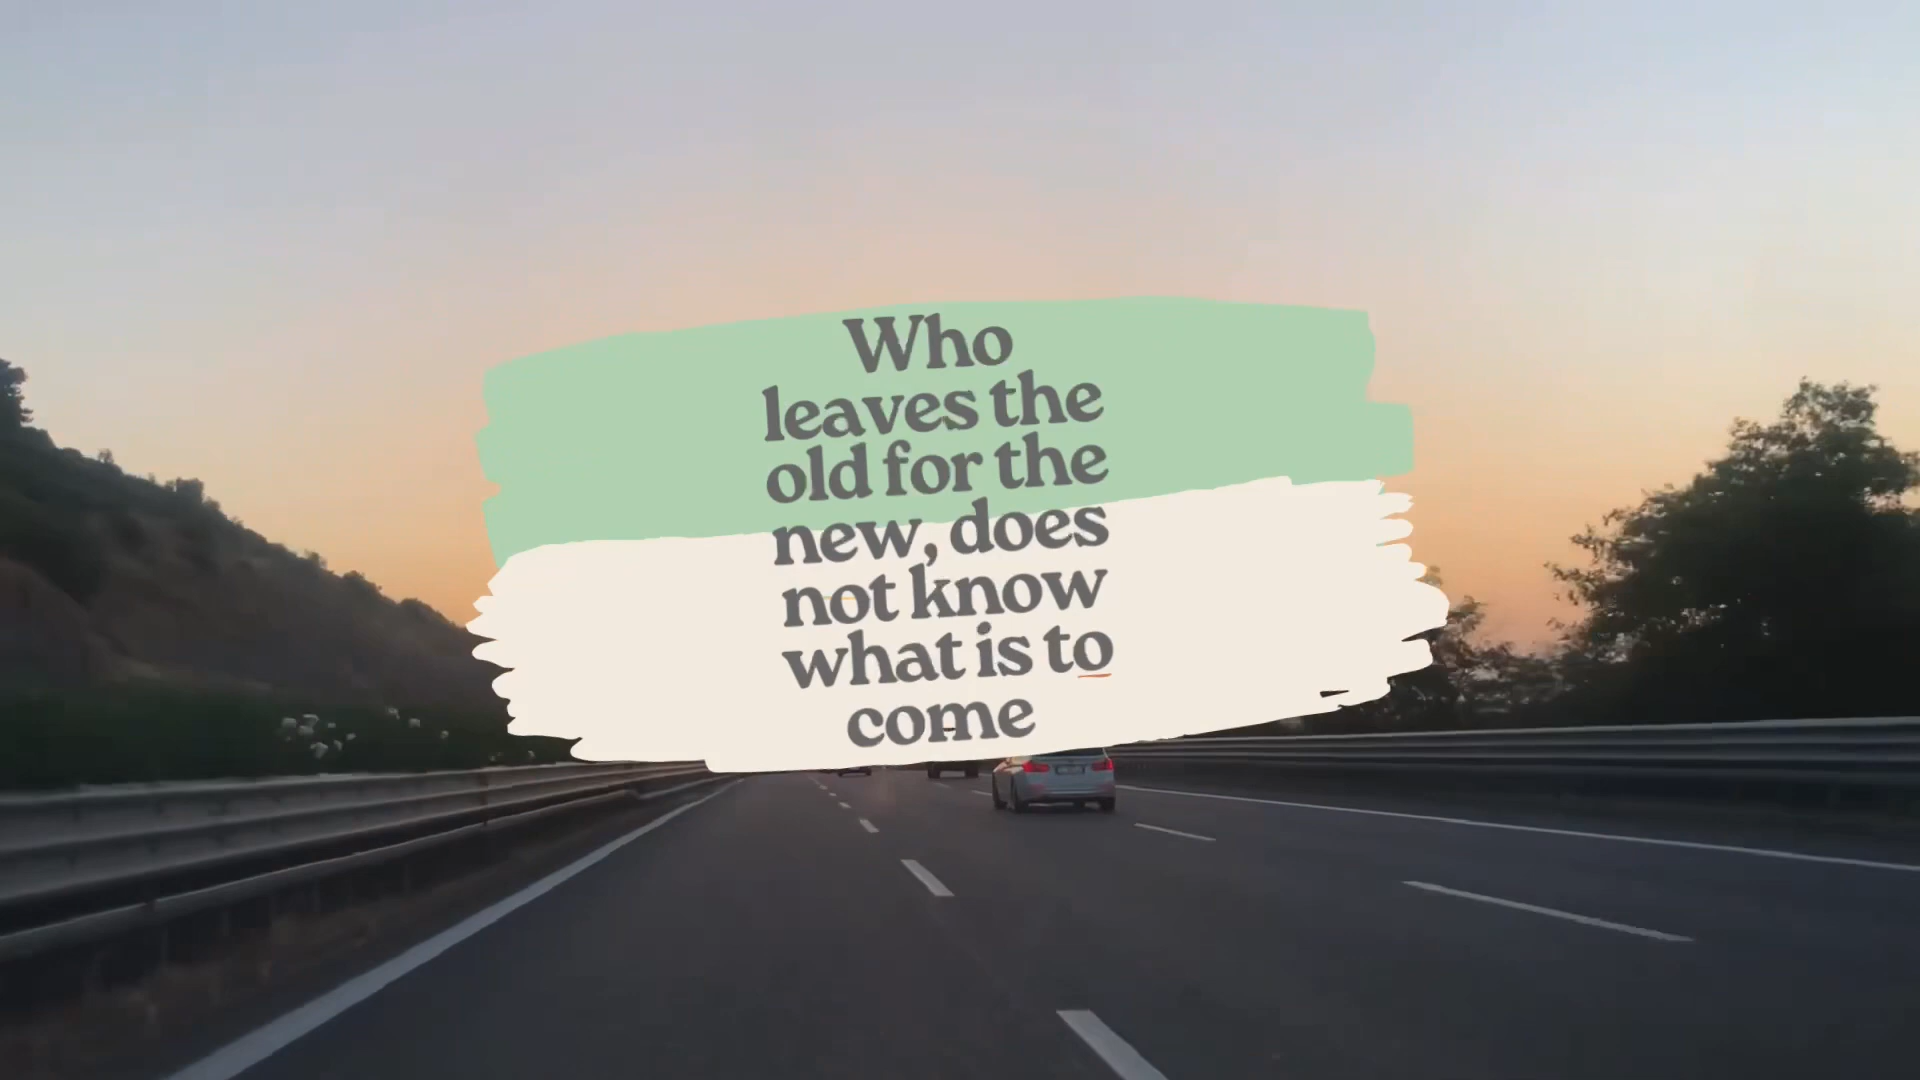 Who
leaves the
old for the
new, does
not know
what is to
come